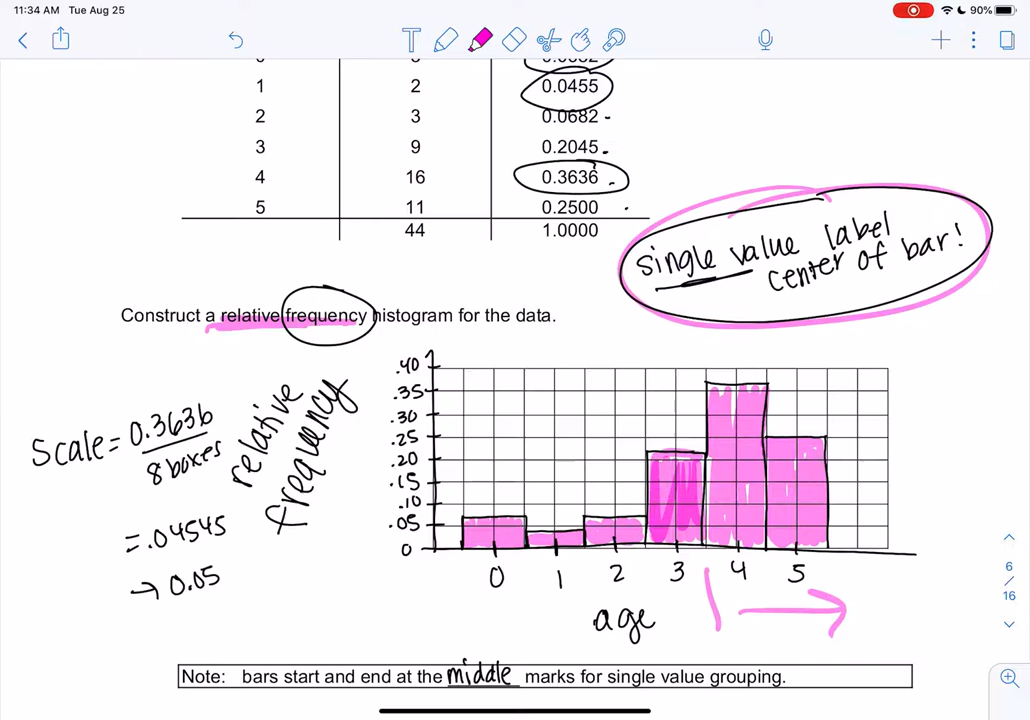 11:34 AM Tue Aug 25
90%
1 2 0.0455
2 3 0.0682
3 9 0.2045
4 16 0.3636
5 11 0.2500
44 1.0000
single value label
center of bar!
Construct a relative frequency histogram for the data.
Scale = 0.3636
8 boxes
= .04545
→ 0.05
relative
frequency
.40
.35
.30
.25
.20
.15
.10
.05
0
0 1 2 3 4 5
age
6
/
16
Note: bars start and end at the middle marks for single value grouping.